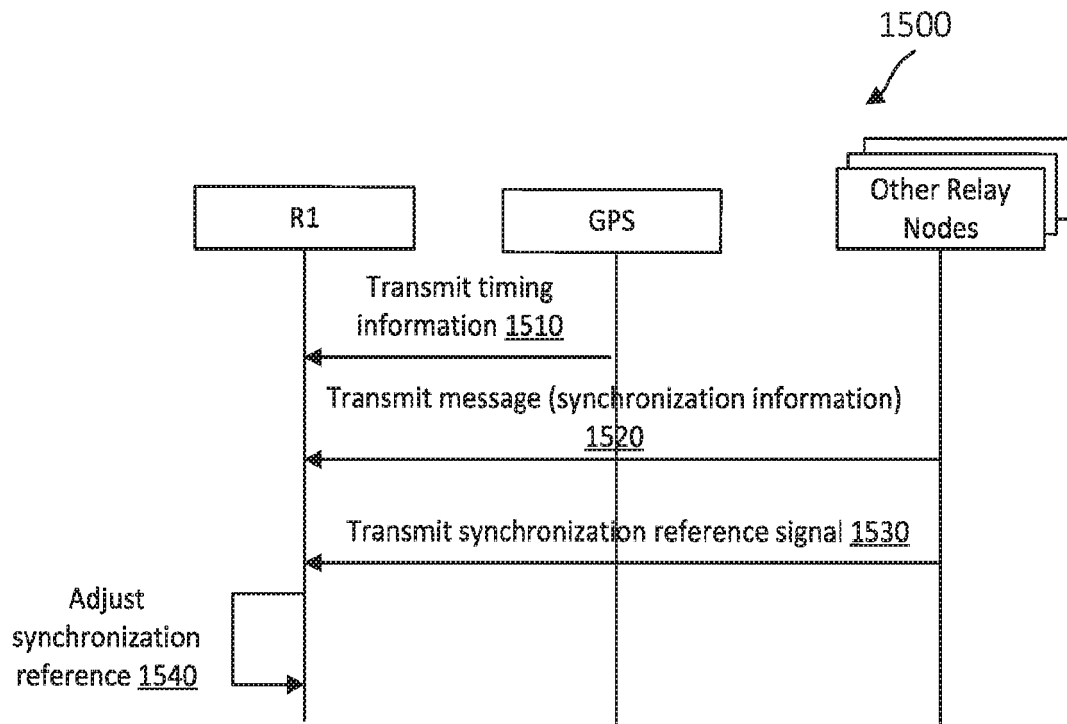 1500
R1
GPS
Other Relay
Nodes
Transmit timing
information 1510
Transmit message (synchronization information)
1520
Transmit synchronization reference signal 1530
Adjust
synchronization
reference 1540